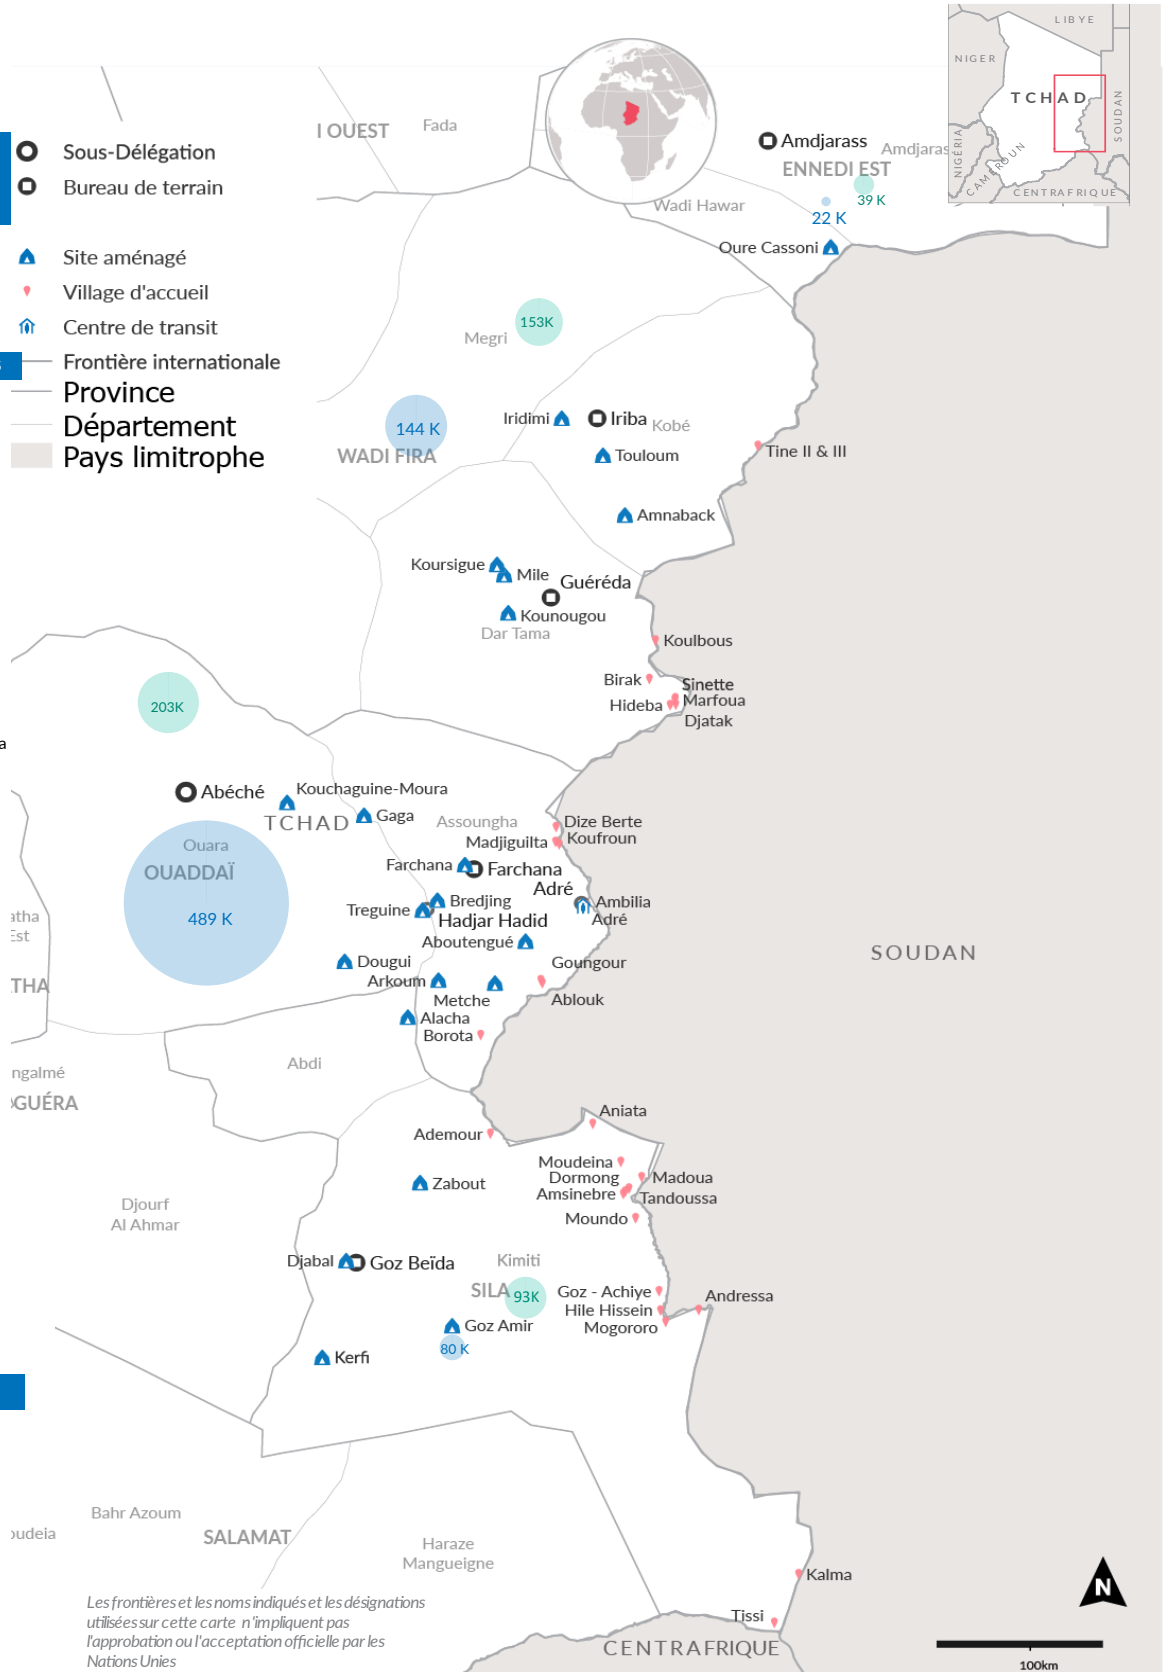 LIBYE
NIGER
TCHAD
SOUDAN
NIGÉRIA
CAMEROUN
CENTRAFRIQUE
I OUEST
Fada
Amdjarass
Amdjaras
ENNEDI EST
39 K
22 K
Wadi Hawar
Oure Cassoni
Sous-Délégation
Bureau de terrain
Site aménagé
Village d'accueil
Centre de transit
Frontière internationale
Province
Département
Pays limitrophe
153K
Megri
144 K
WADI FIRA
Iridimi
Iriba
Kobé
Touloum
Tine II & III
Amnaback
Koursigue
Mile
Guéréda
Kounougou
Dar Tama
Koulbous
Birak
Sinette
Hideba
Marfoua
Djatak
203K
a
Abéché
Kouchaguine-Moura
TCHAD
Gaga
Assoungha
Dize Berte
Madjiguilta
Koufroun
Ouara
OUADDAÏ
489 K
Farchana
Farchana
Adré
Treguine
Bredjing
Hadjar Hadid
Ambilia
Adré
Aboutengué
atha
Est
THA
Dougui
Arkoum
Goungour
Metche
Ablouk
Alacha
Borota
SOUDAN
Abdi
ngalmé
GUÉRA
Aniata
Ademour
Moudeina
Dormong
Madoua
Amsinebre
Tandoussa
Zabout
Moundo
Djourf
Al Ahmar
Djabal
Goz Beïda
Kimiti
SILA
93K
Goz - Achiye
Andressa
Hile Hissein
Mogororo
Goz Amir
80 K
Kerfi
Bahr Azoum
oudeia
SALAMAT
Haraze
Mangueigne
Kalma
Tissi
CENTRAFRIQUE
Les frontières et les noms indiqués et les désignations
utilisées sur cette carte n'impliquent pas
l'approbation ou l'acceptation officielle par les
Nations Unies
N
100km